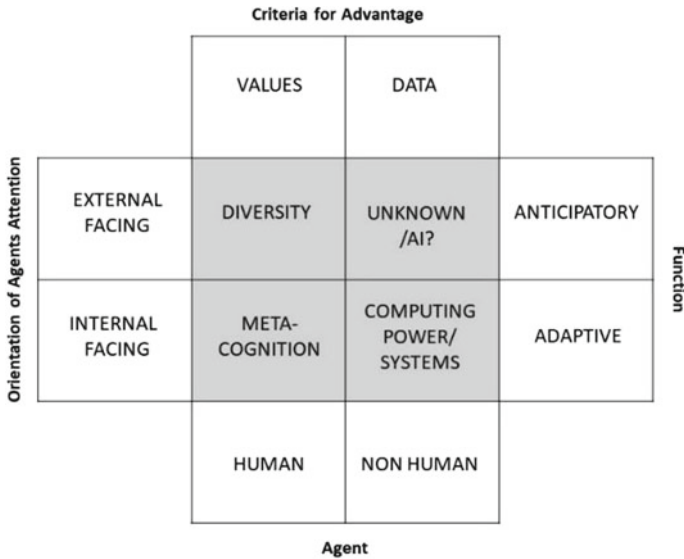 Criteria for Advantage
VALUES
DATA
Orientation of Agents Attention
EXTERNAL
FACING
DIVERSITY
UNKNOWN
/AI?
ANTICIPATORY
Function
INTERNAL
FACING
META-
COGNITION
COMPUTING
POWER/
SYSTEMS
ADAPTIVE
HUMAN
NON HUMAN
Agent